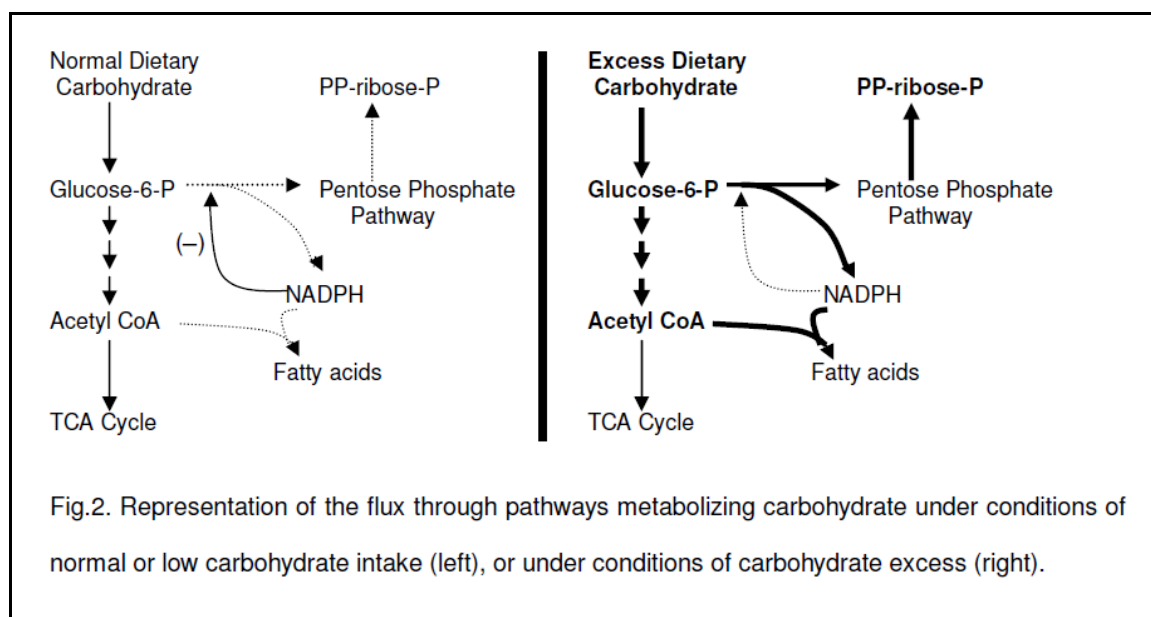 Normal Dietary
Carbohydrate
PP-ribose-P
Glucose-6-P
Pentose Phosphate
Pathway
(–)
NADPH
Acetyl CoA
Fatty acids
TCA Cycle
Excess Dietary
Carbohydrate
PP-ribose-P
Glucose-6-P
Pentose Phosphate
Pathway
NADPH
Acetyl CoA
Fatty acids
TCA Cycle
Fig.2. Representation of the flux through pathways metabolizing carbohydrate under conditions of
normal or low carbohydrate intake (left), or under conditions of carbohydrate excess (right).